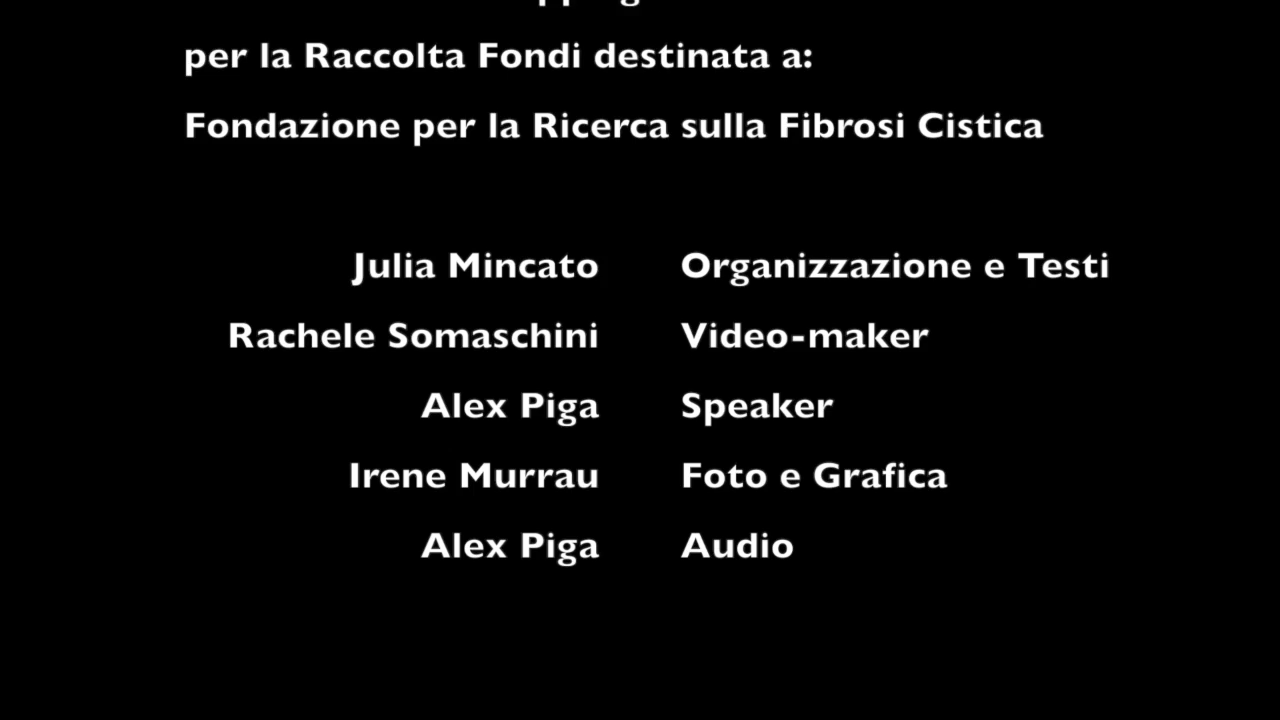 per la Raccolta Fondi destinata a:
Fondazione per la Ricerca sulla Fibrosi Cistica
Julia Mincato Organizzazione e Testi
Rachele Somaschini Video-maker
Alex Piga Speaker
Irene Murrau Foto e Grafica
Alex Piga Audio